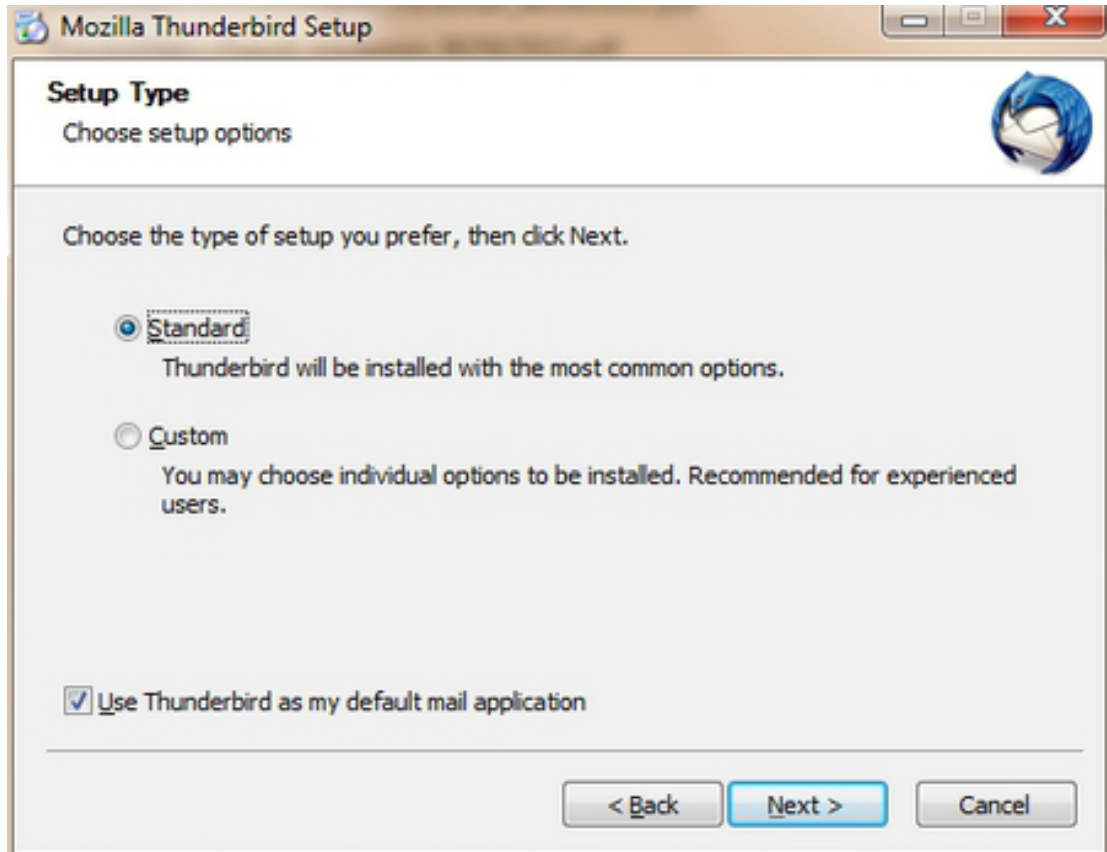 Mozilla Thunderbird Setup
Setup Type
Choose setup options
Choose the type of setup you prefer, then click Next.
Standard
Thunderbird will be installed with the most common options.
Custom
You may choose individual options to be installed. Recommended for experienced
users.
Use Thunderbird as my default mail application
< Back Next > Cancel